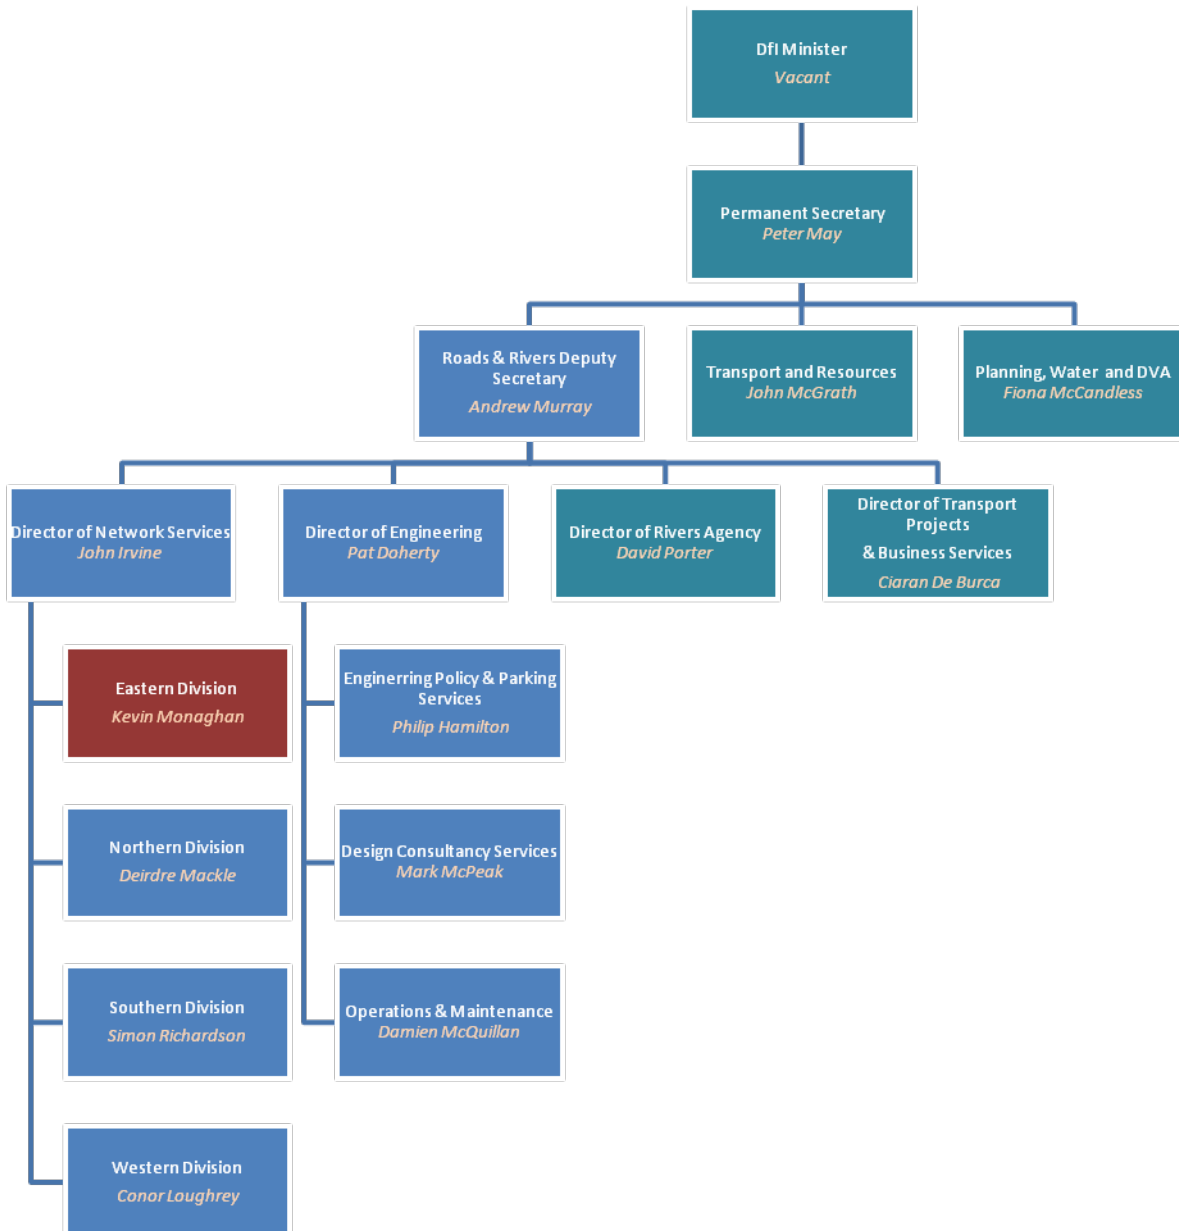 DfI Minister
Vacant
Permanent Secretary
Peter May
Roads & Rivers Deputy
Secretary
Andrew Murray
Transport and Resources
John McGrath
Planning, Water and DVA
Fiona McCandless
Director of Network Services
John Irvine
Director of Engineering
Pat Doherty
Director of Rivers Agency
David Porter
Director of Transport
Projects
& Business Services
Ciaran De Burca
Eastern Division
Kevin Monaghan
Enginerring Policy & Parking
Services
Philip Hamilton
Northern Division
Deirdre Mackle
Design Consultancy Services
Mark McPeak
Southern Division
Simon Richardson
Operations & Maintenance
Damien McQuillan
Western Division
Conor Loughrey